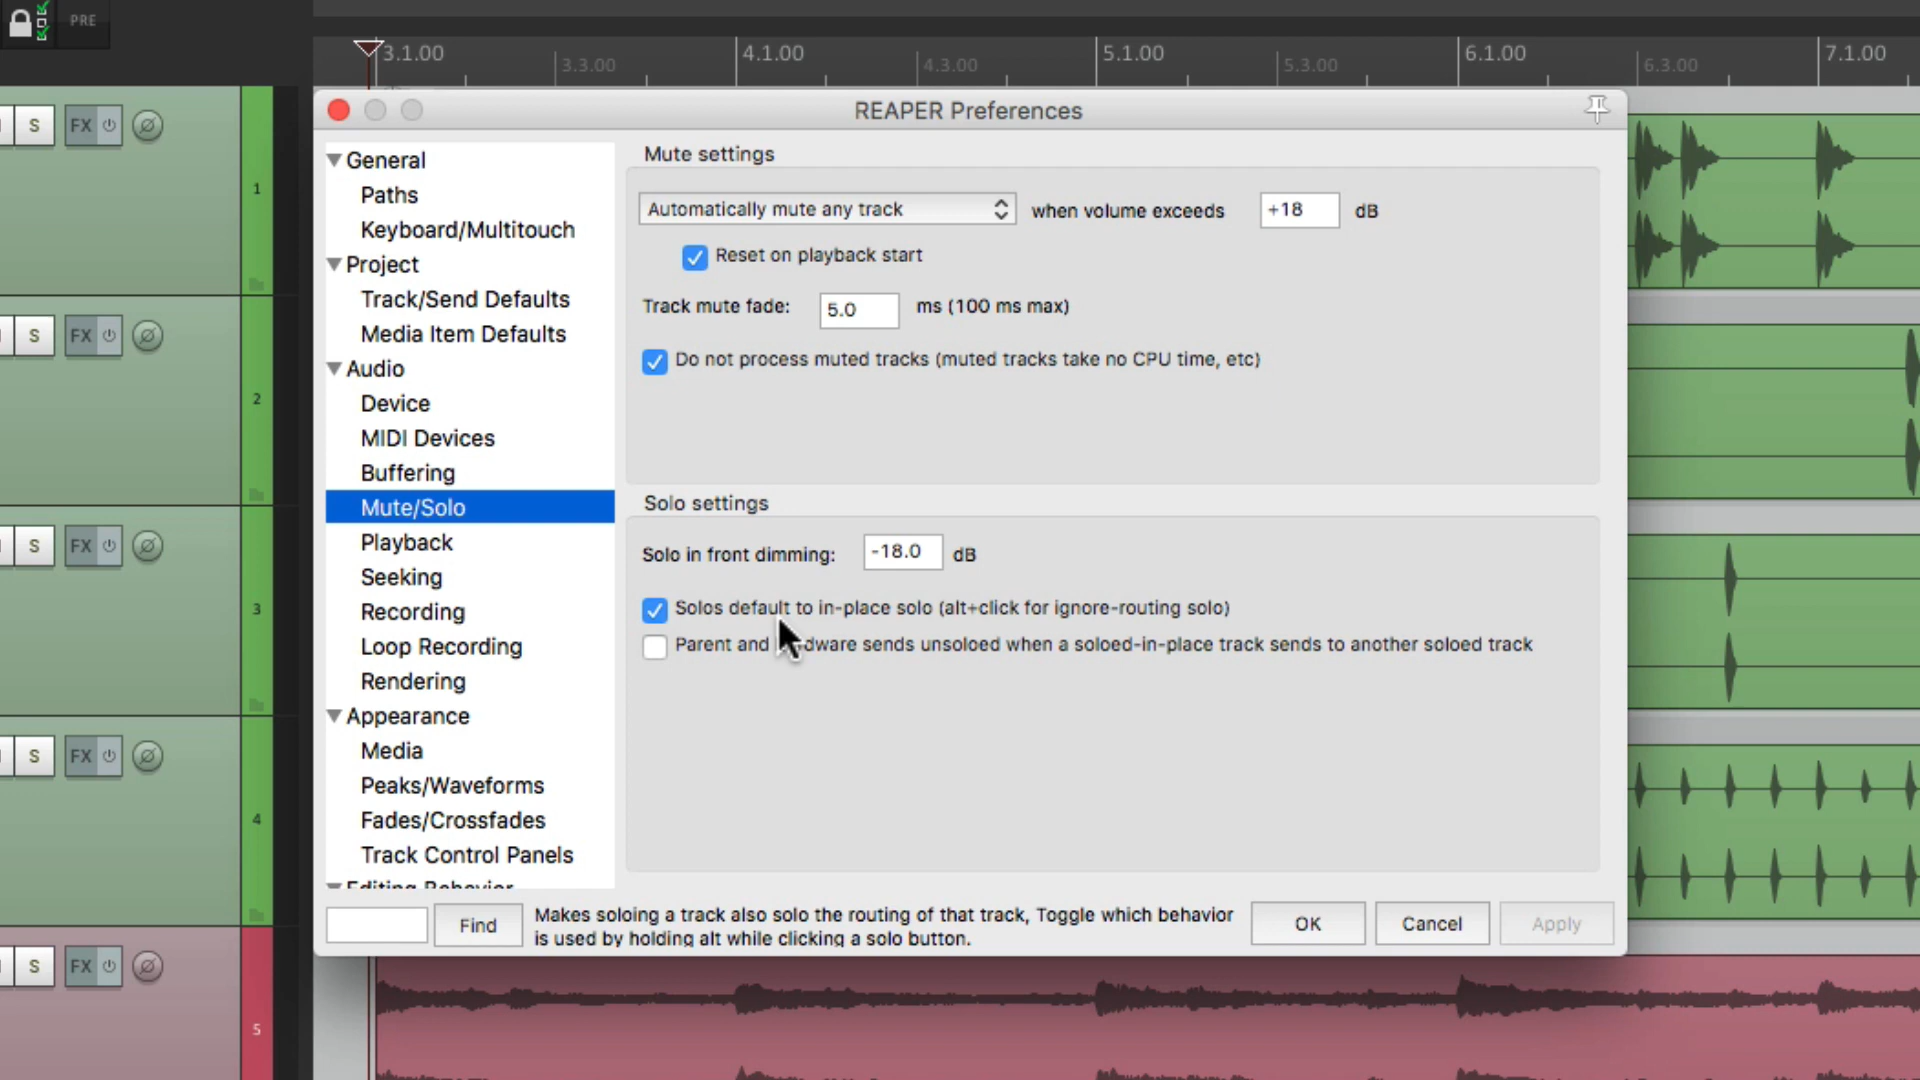 PRE
3.1.00
3.3.00
4.1.00
4.3.00
5.1.00
5.3.00
6.1.00
6.3.00
7.1.00
REAPER Preferences
S FX
1
S FX
2
S FX
3
S FX
4
S FX
5
General
Paths
Keyboard/Multitouch
Project
Track/Send Defaults
Media Item Defaults
Audio
Device
MIDI Devices
Buffering
Mute/Solo
Playback
Seeking
Recording
Loop Recording
Rendering
Appearance
Media
Peaks/Waveforms
Fades/Crossfades
Track Control Panels
Editing Behavior
Mute settings
Automatically mute any track when volume exceeds +18 dB
Reset on playback start
Track mute fade: 5.0 ms (100 ms max)
Do not process muted tracks (muted tracks take no CPU time, etc)
Solo settings
Solo in front dimming: -18.0 dB
Solos default to in-place solo (alt+click for ignore-routing solo)
Parent and sends unsoloed when a soloed-in-place track sends to another soloed track
Find
Makes soloing a track also solo the routing of that track, Toggle which behavior
is used by holding alt while clicking a solo button.
OK
Cancel
Apply